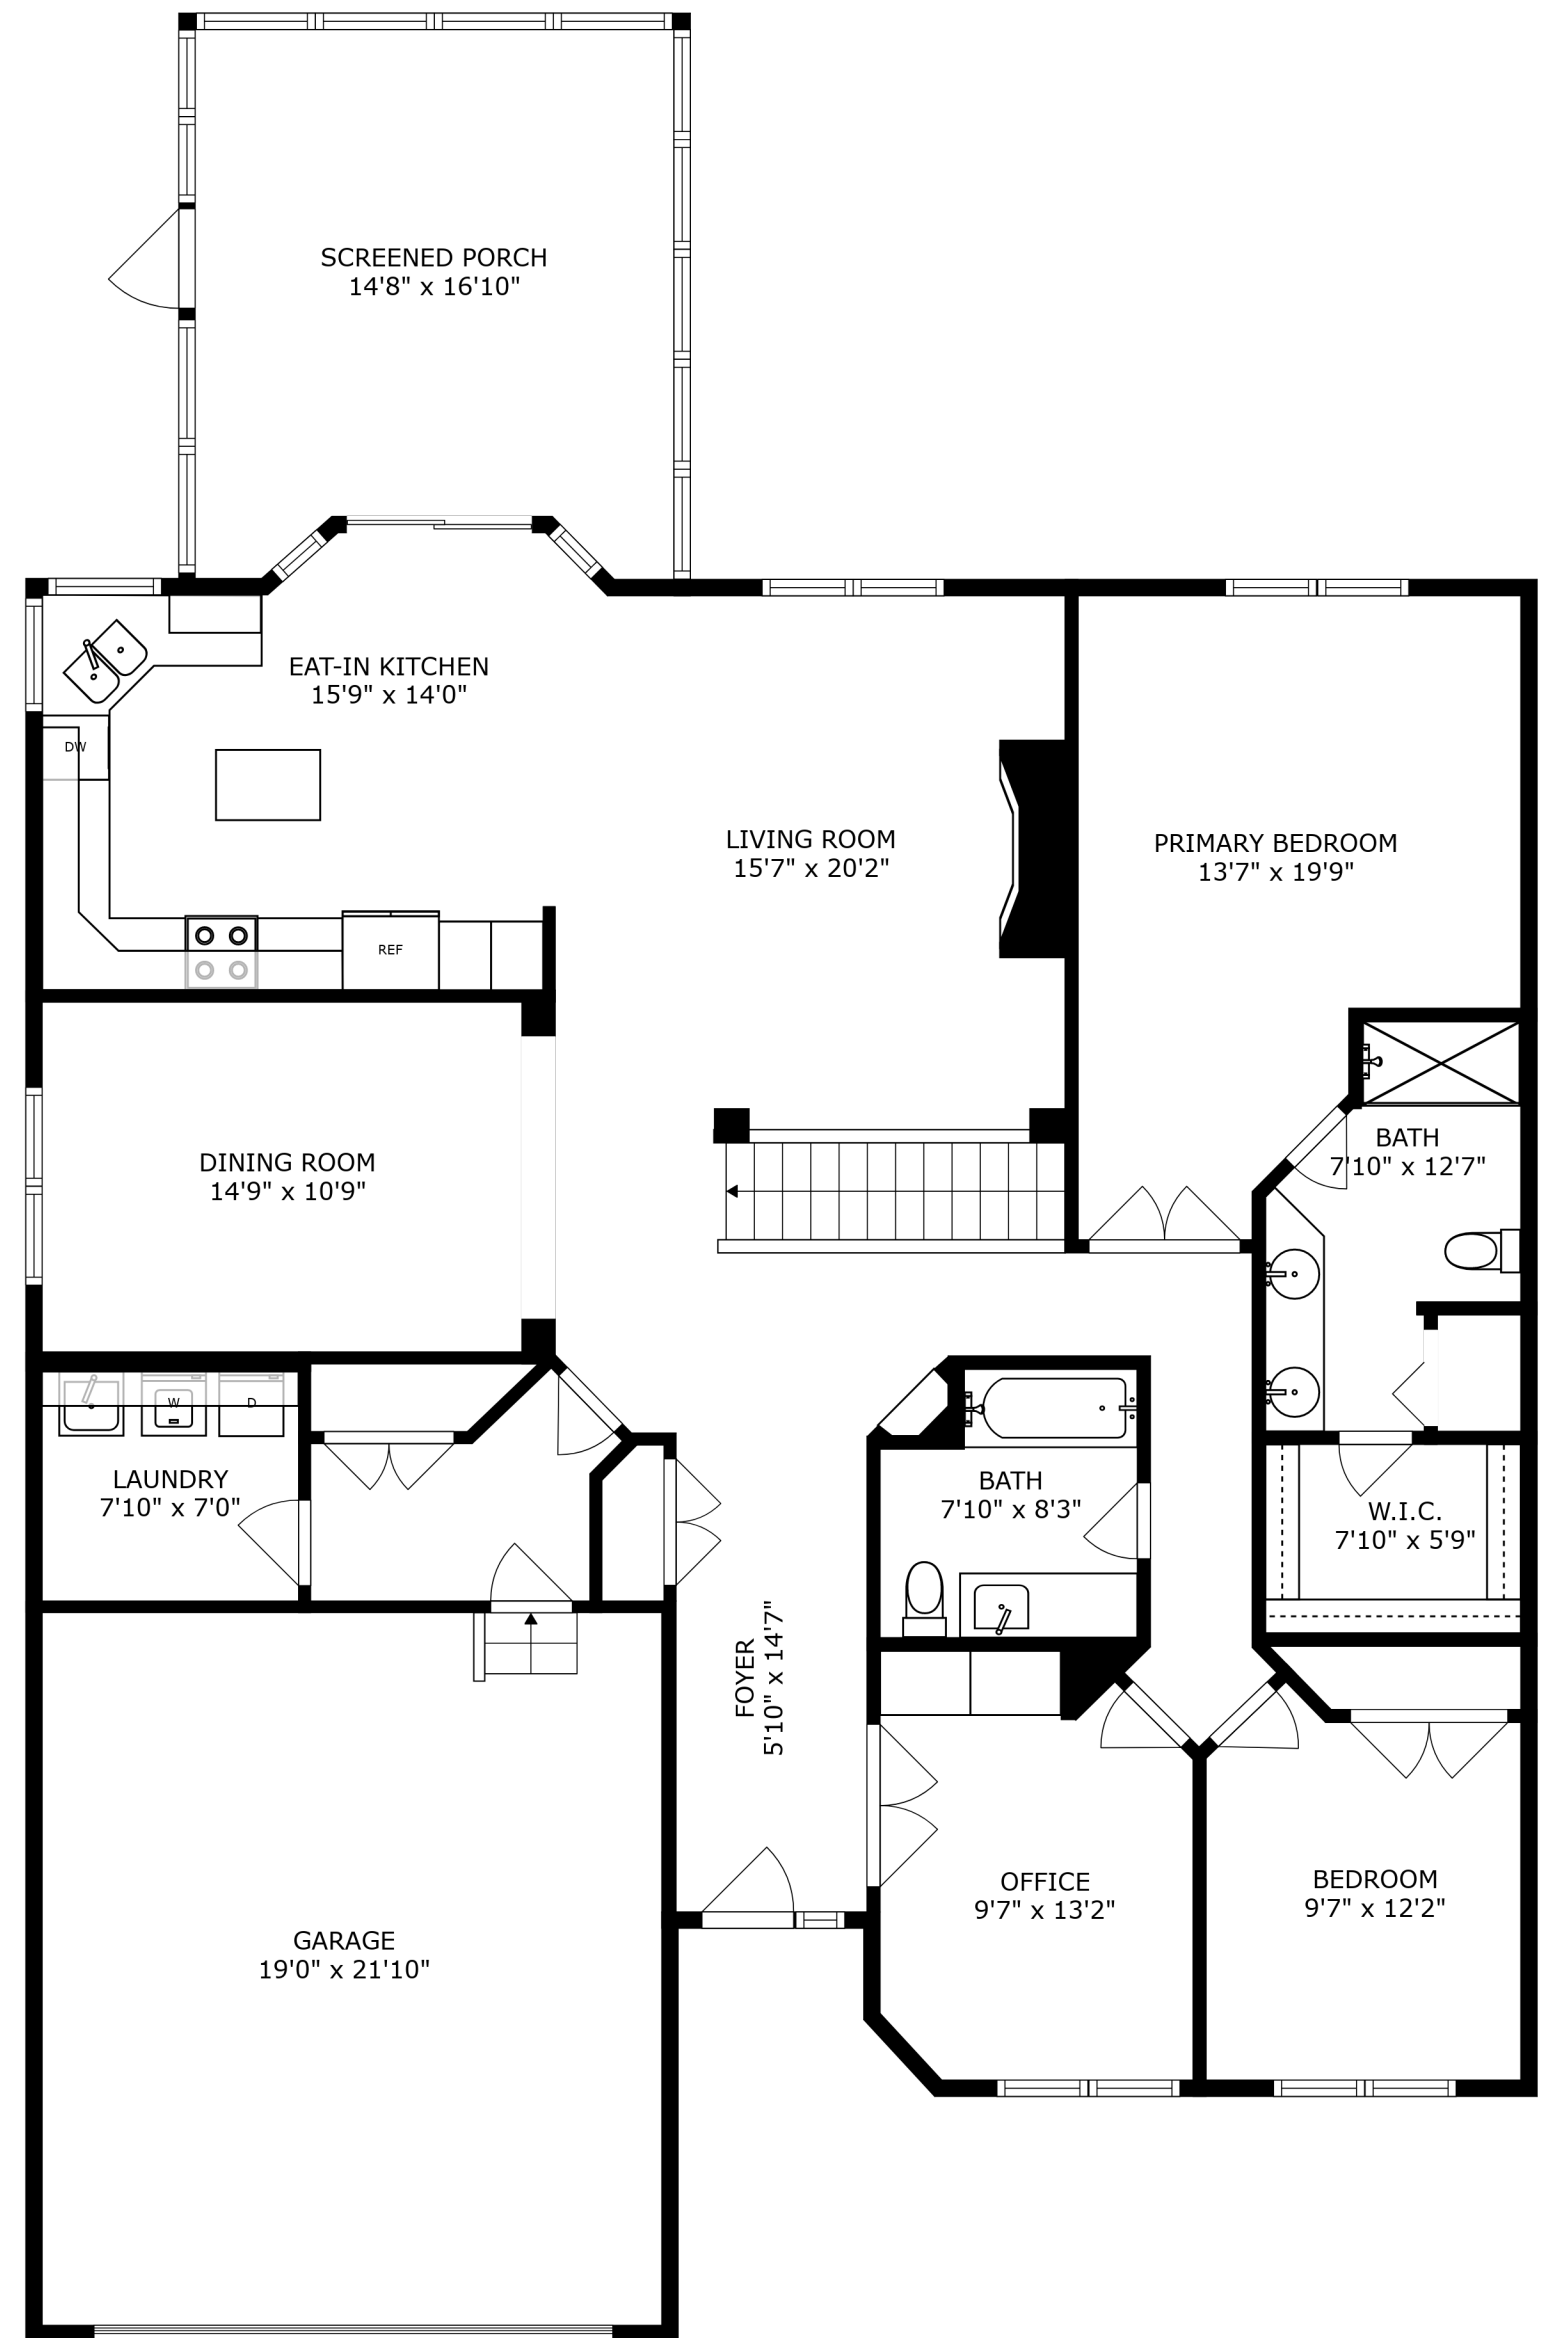 SCREENED PORCH
14'8" x 16'10"
EAT-IN KITCHEN
15'9" x 14'0"
DW
REF
LIVING ROOM
15'7" x 20'2"
PRIMARY BEDROOM
13'7" x 19'9"
DINING ROOM
14'9" x 10'9"
BATH
7'10" x 12'7"
W
D
LAUNDRY
7'10" x 7'0"
BATH
7'10" x 8'3"
W.I.C.
7'10" x 5'9"
FOYER
5'10" x 14'7"
OFFICE
9'7" x 13'2"
BEDROOM
9'7" x 12'2"
GARAGE
19'0" x 21'10"